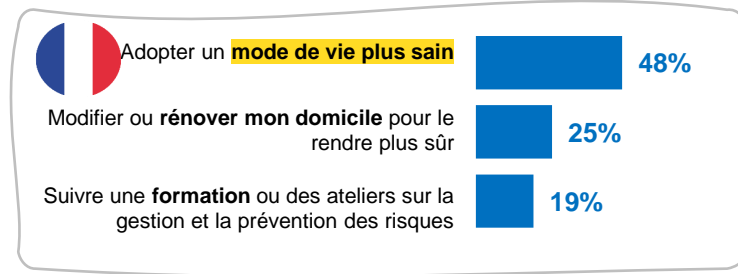 Adopter un mode de vie plus sain
48%
Modifier ou rénover mon domicile pour le
rendre plus sûr
25%
Suivre une formation ou des ateliers sur la
gestion et la prévention des risques
19%